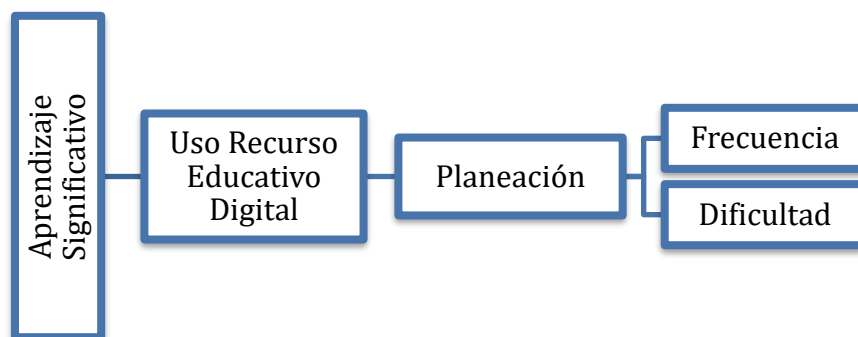 Aprendizaje
Significativo
Uso Recurso
Educativo
Digital
Planeación
Frecuencia
Dificultad